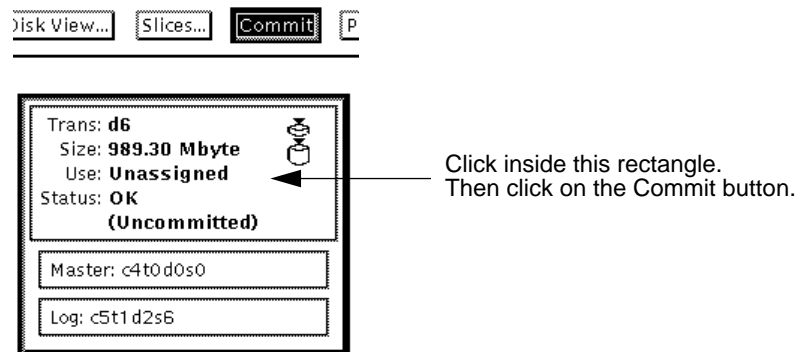 Disk View... Slices... Commit P
Trans: d6
Size: 989.30 Mbyte
Use: Unassigned
Status: OK
(Uncommitted)
Master: c4t0d0s0
Log: c5t1d2s6
Click inside this rectangle.
Then click on the Commit button.